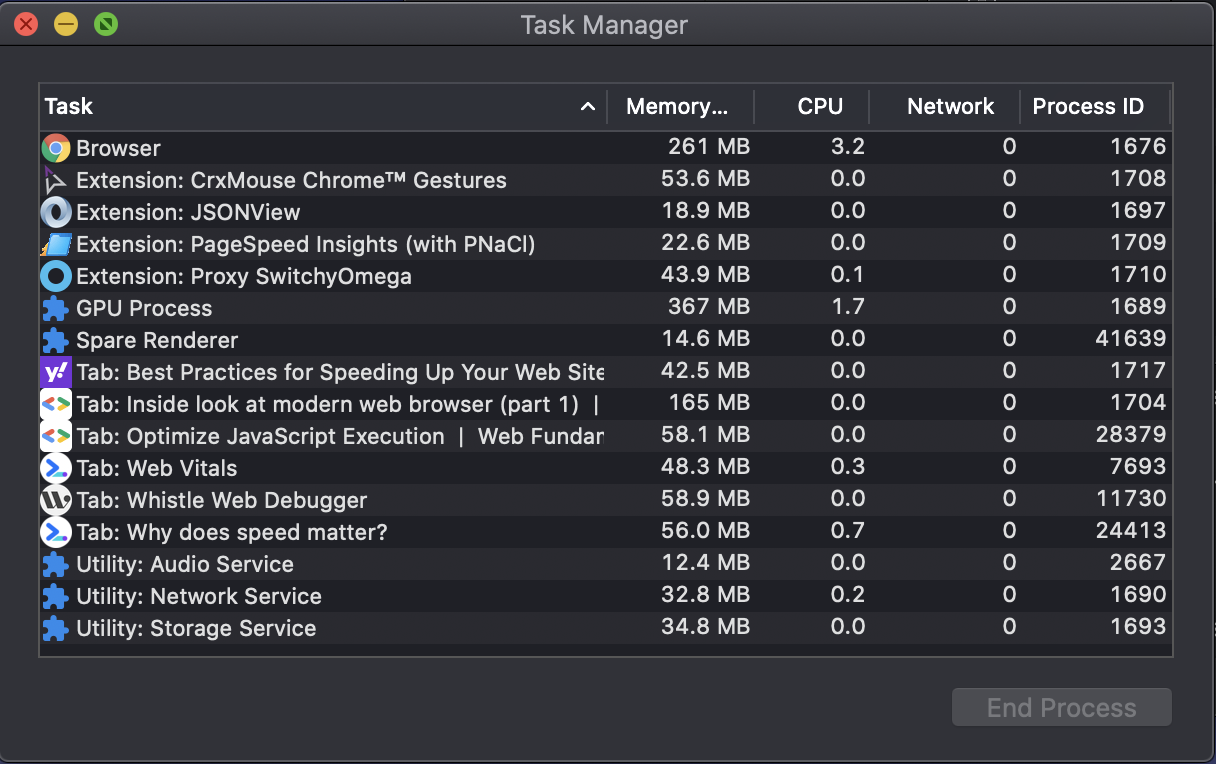 Task Manager
Task Memory... CPU Network Process ID
Browser 261 MB 3.2 0 1676
Extension: CrxMouse Chrome™ Gestures 53.6 MB 0.0 0 1708
Extension: JSONView 18.9 MB 0.0 0 1697
Extension: PageSpeed Insights (with PNaCl) 22.6 MB 0.0 0 1709
Extension: Proxy SwitchyOmega 43.9 MB 0.1 0 1710
GPU Process 367 MB 1.7 0 1689
Spare Renderer 14.6 MB 0.0 0 41639
y! Tab: Best Practices for Speeding Up Your Web Site 42.5 MB 0.0 0 1717
Tab: Inside look at modern web browser (part 1) | 165 MB 0.0 0 1704
Tab: Optimize JavaScript Execution | Web Fundar 58.1 MB 0.0 0 28379
Tab: Web Vitals 48.3 MB 0.3 0 7693
W Tab: Whistle Web Debugger 58.9 MB 0.0 0 11730
Tab: Why does speed matter? 56.0 MB 0.7 0 24413
Utility: Audio Service 12.4 MB 0.0 0 2667
Utility: Network Service 32.8 MB 0.2 0 1690
Utility: Storage Service 34.8 MB 0.0 0 1693
End Process